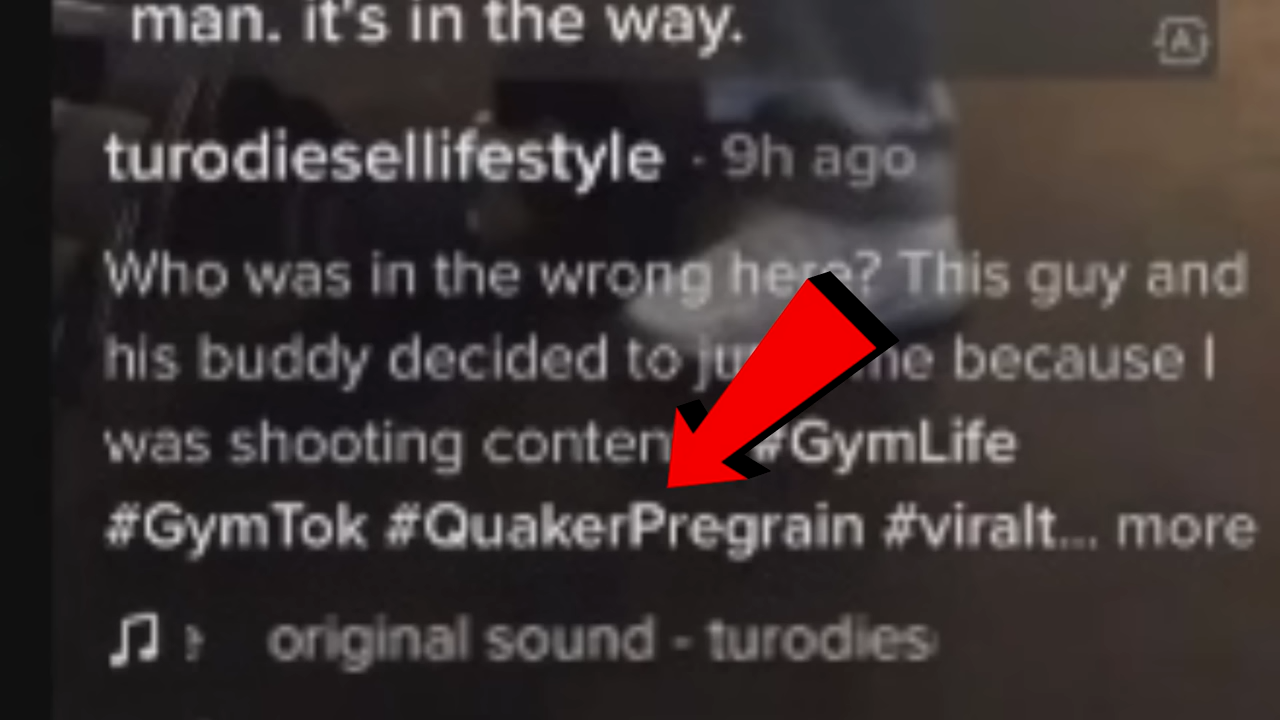 man. it's in the way.
A
turodiesellifestyle · 9h ago
Who was in the wrong here? This guy and
his buddy decided to because I
was shooting #GymLife
#GymTok #QuakerPregrain #viralt... more
original sound - turodies